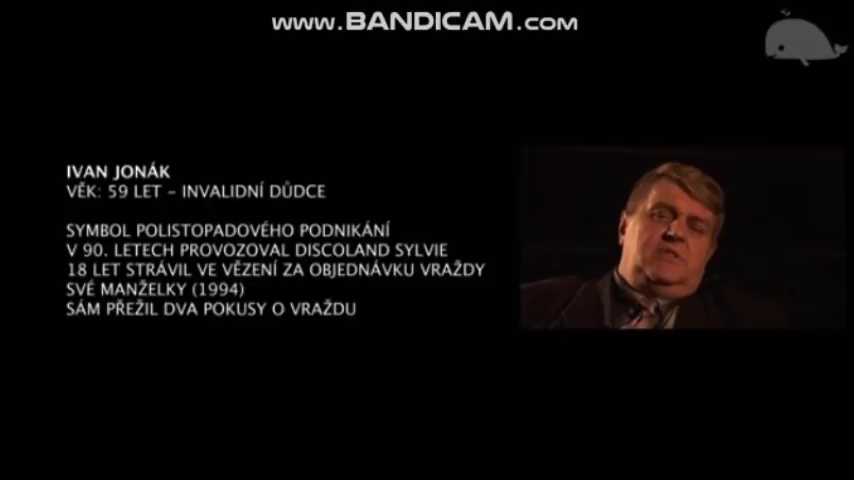 www.BANDICAM.com
IVAN JONÁK
VĚK: 59 LET – INVALIDNÍ DŮDCE
SYMBOL POLISTOPADOVÉHO PODNIKÁNÍ
V 90. LETECH PROVOZOVAL DISCOLAND SYLVIE
18 LET STRÁVIL VE VĚZENÍ ZA OBJEDNÁVKU VRAŽDY
SVÉ MANŽELKY (1994)
SÁM PŘEŽIL DVA POKUSY O VRAŽDU